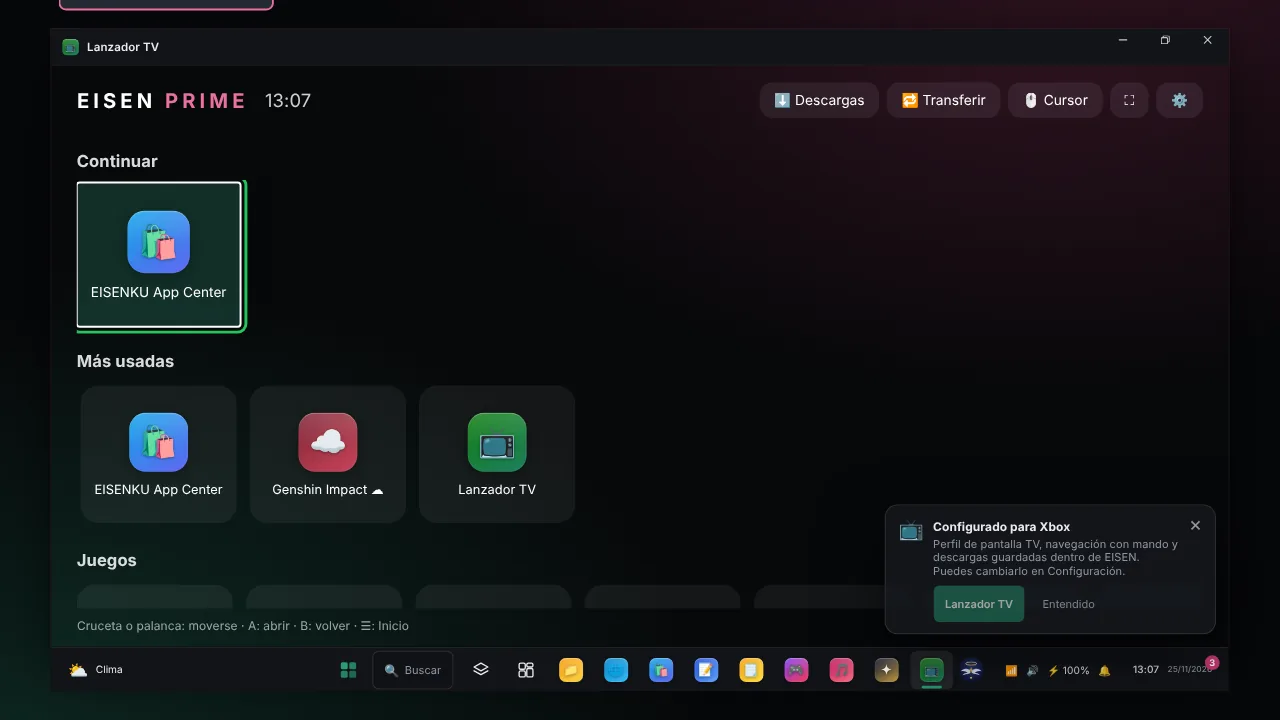 Lanzador TV
EISEN PRIME 13:07
Descargas
Transferir
Cursor
Continuar
EISENKU App Center
Más usadas
EISENKU App Center
Genshin Impact ☁
Lanzador TV
Juegos
Cruceta o palanca: moverse · A: abrir · B: volver · ☰: Inicio
Configurado para Xbox
Perfil de pantalla TV, navegación con mando y
descargas guardadas dentro de EISEN.
Puedes cambiarlo en Configuración.
Lanzador TV
Entendido
Clima
Buscar
100%
13:07
3